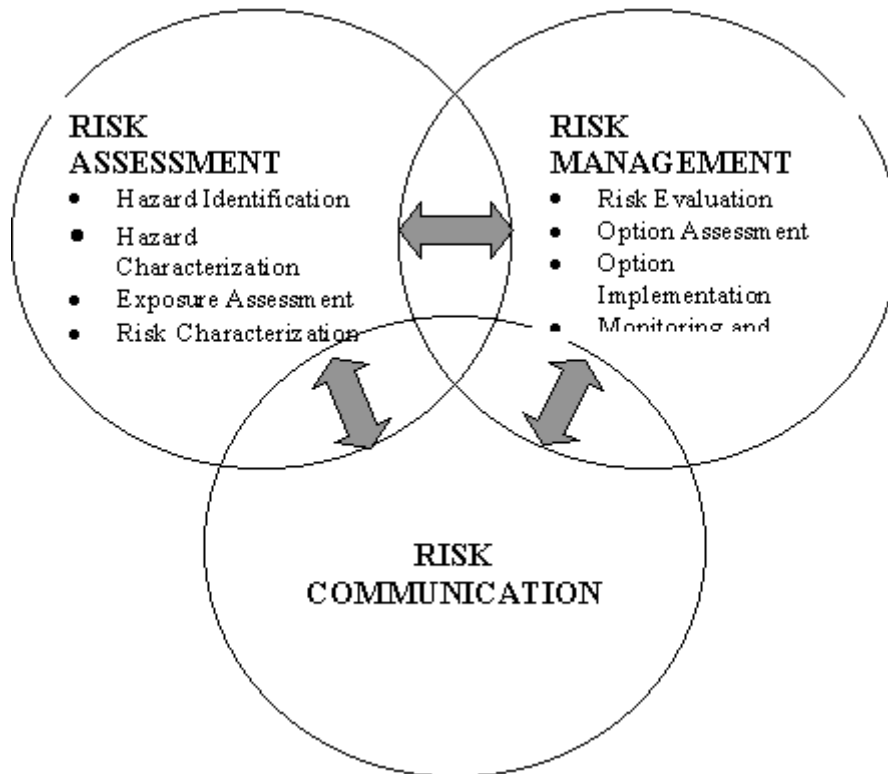 RISK
ASSESSMENT
• Hazard Identification
• Hazard
Characterization
• Exposure Assessment
• Risk Characterization
RISK
MANAGEMENT
• Risk Evaluation
• Option Assessment
• Option
Implementation
• Monitoring and
RISK
COMMUNICATION